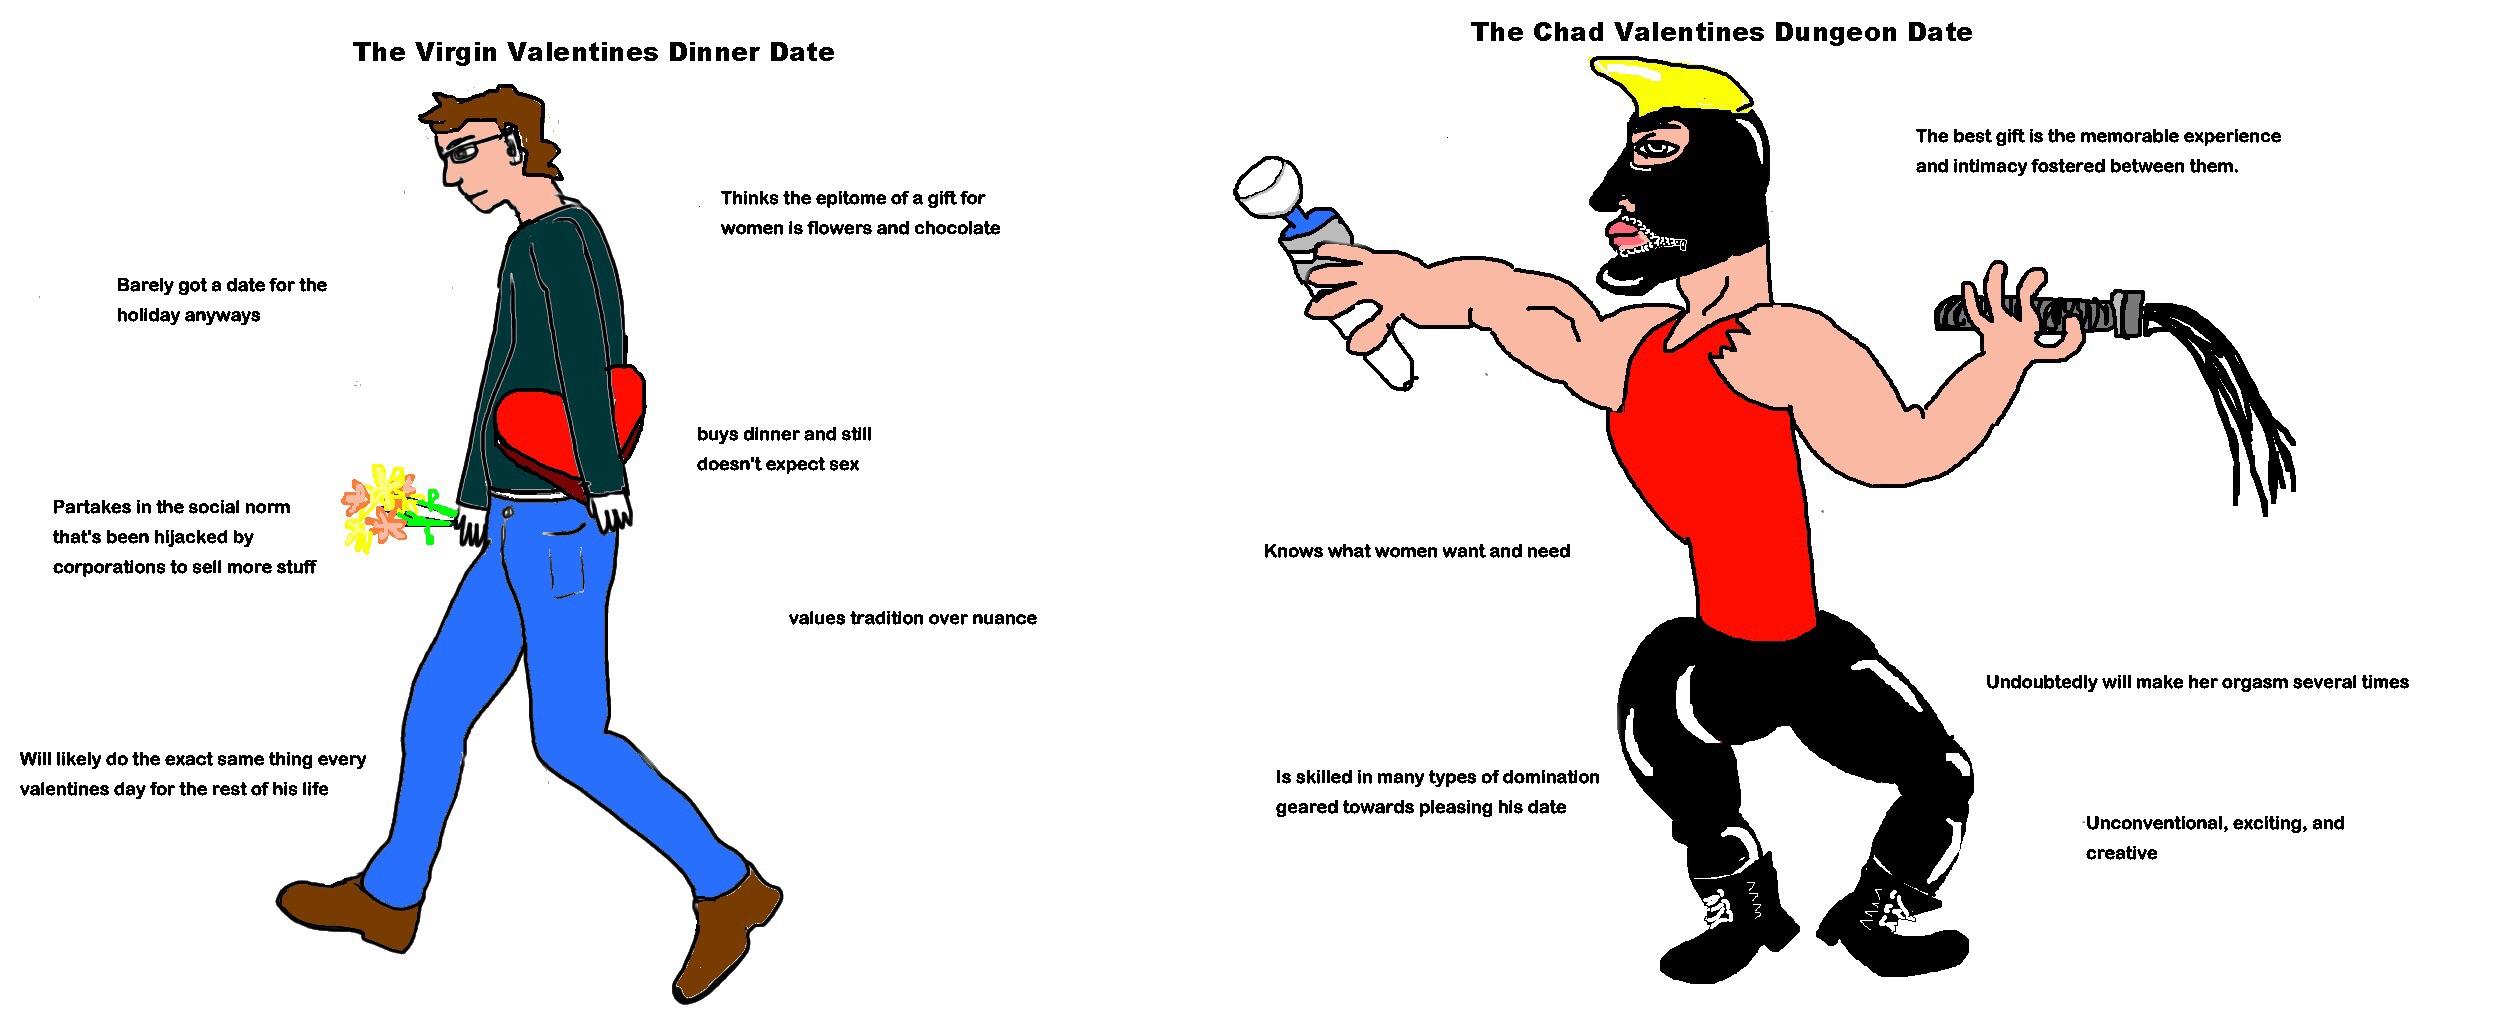 The Virgin Valentines Dinner Date
Thinks the epitome of a gift for
women is flowers and chocolate
Barely got a date for the
holiday anyways
buys dinner and still
doesn't expect sex
Partakes in the social norm
that's been hijacked by
corporations to sell more stuff
values tradition over nuance
Will likely do the exact same thing every
valentines day for the rest of his life
The Chad Valentines Dungeon Date
The best gift is the memorable experience
and intimacy fostered between them.
Knows what women want and need
Undoubtedly will make her orgasm several times
Is skilled in many types of domination
geared towards pleasing his date
Unconventional, exciting, and
creative